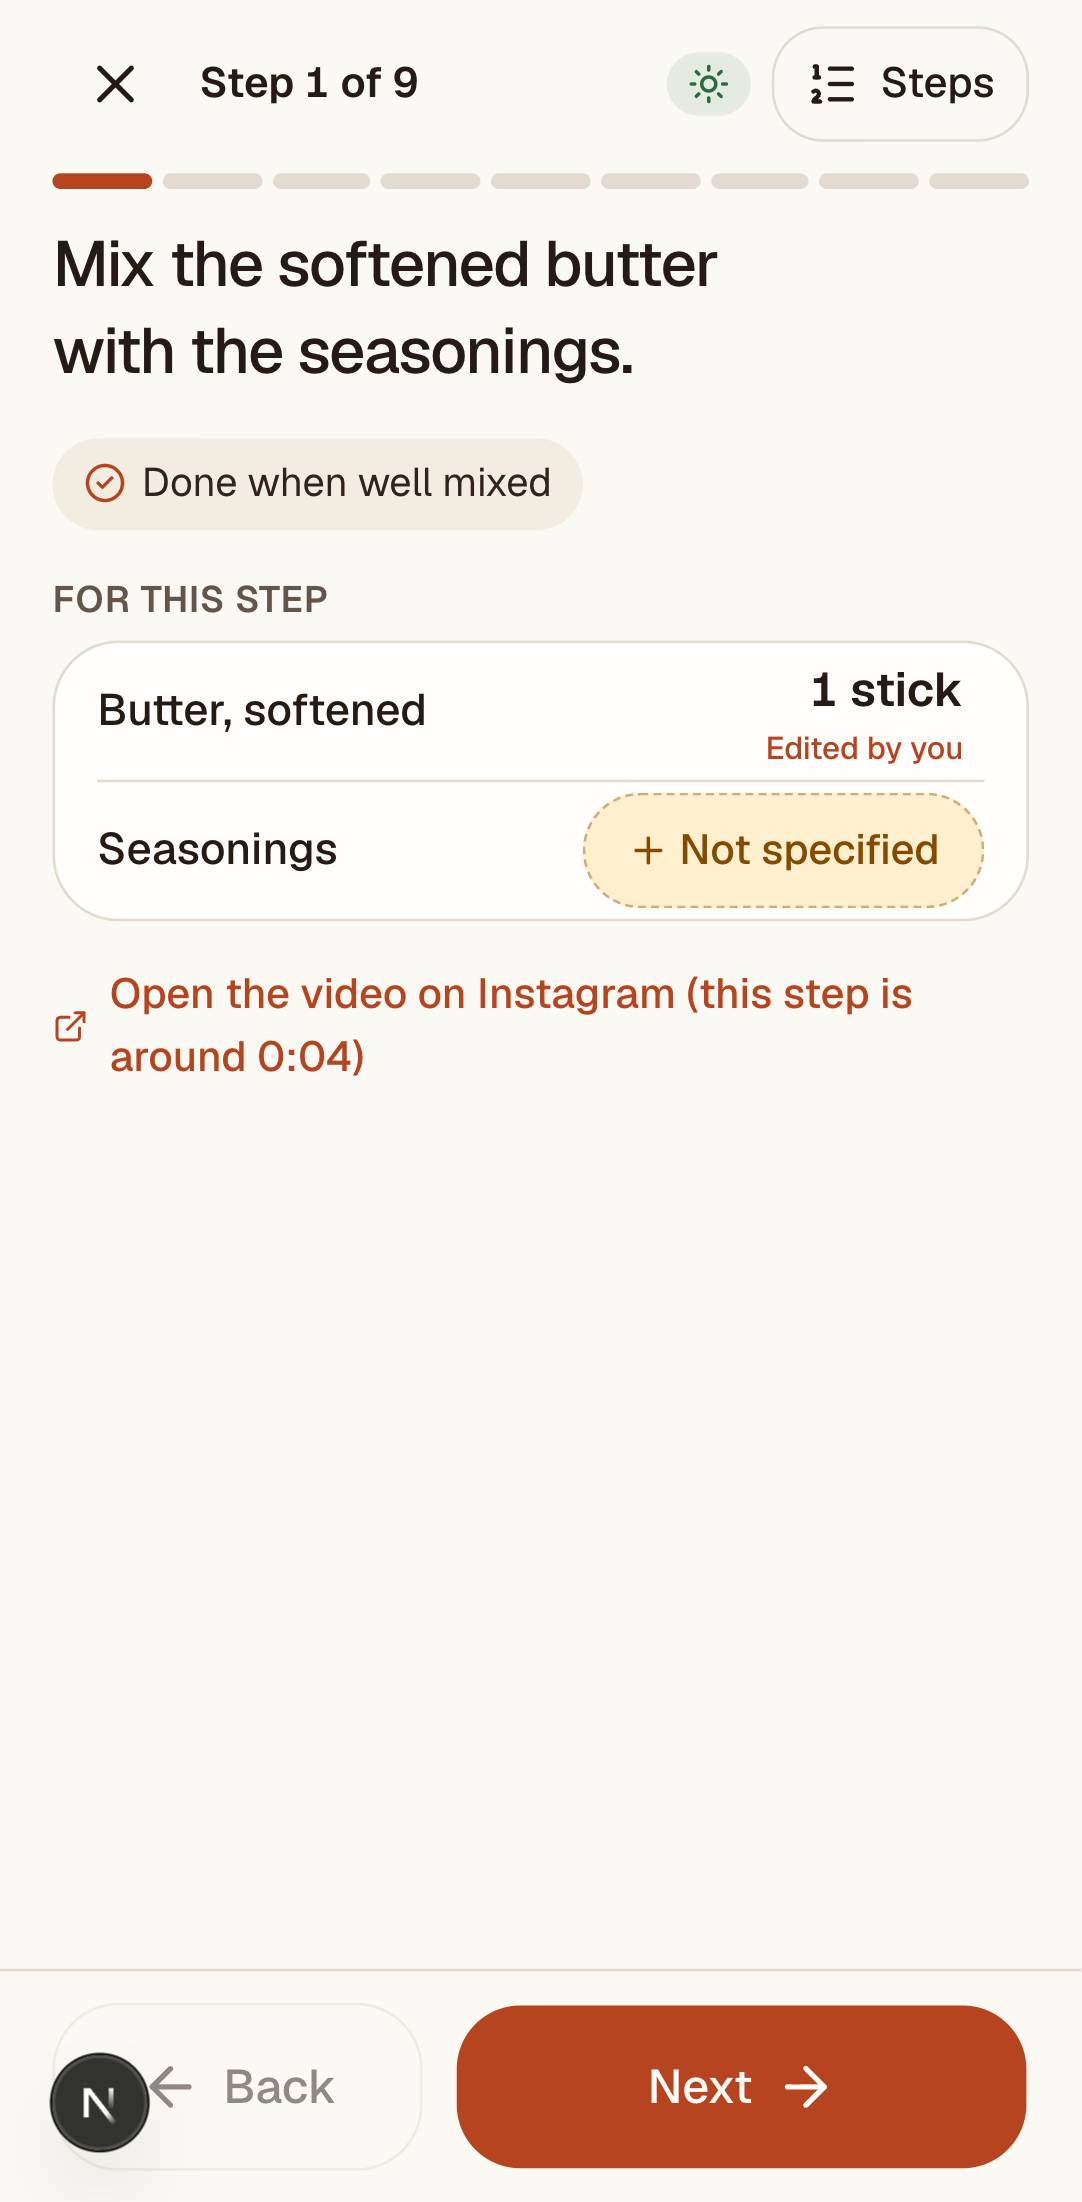 Step 1 of 9
Steps
Mix the softened butter
with the seasonings.
Done when well mixed
FOR THIS STEP
Butter, softened
1 stick
Edited by you
Seasonings
+ Not specified
Open the video on Instagram (this step is
around 0:04)
N
Back
Next